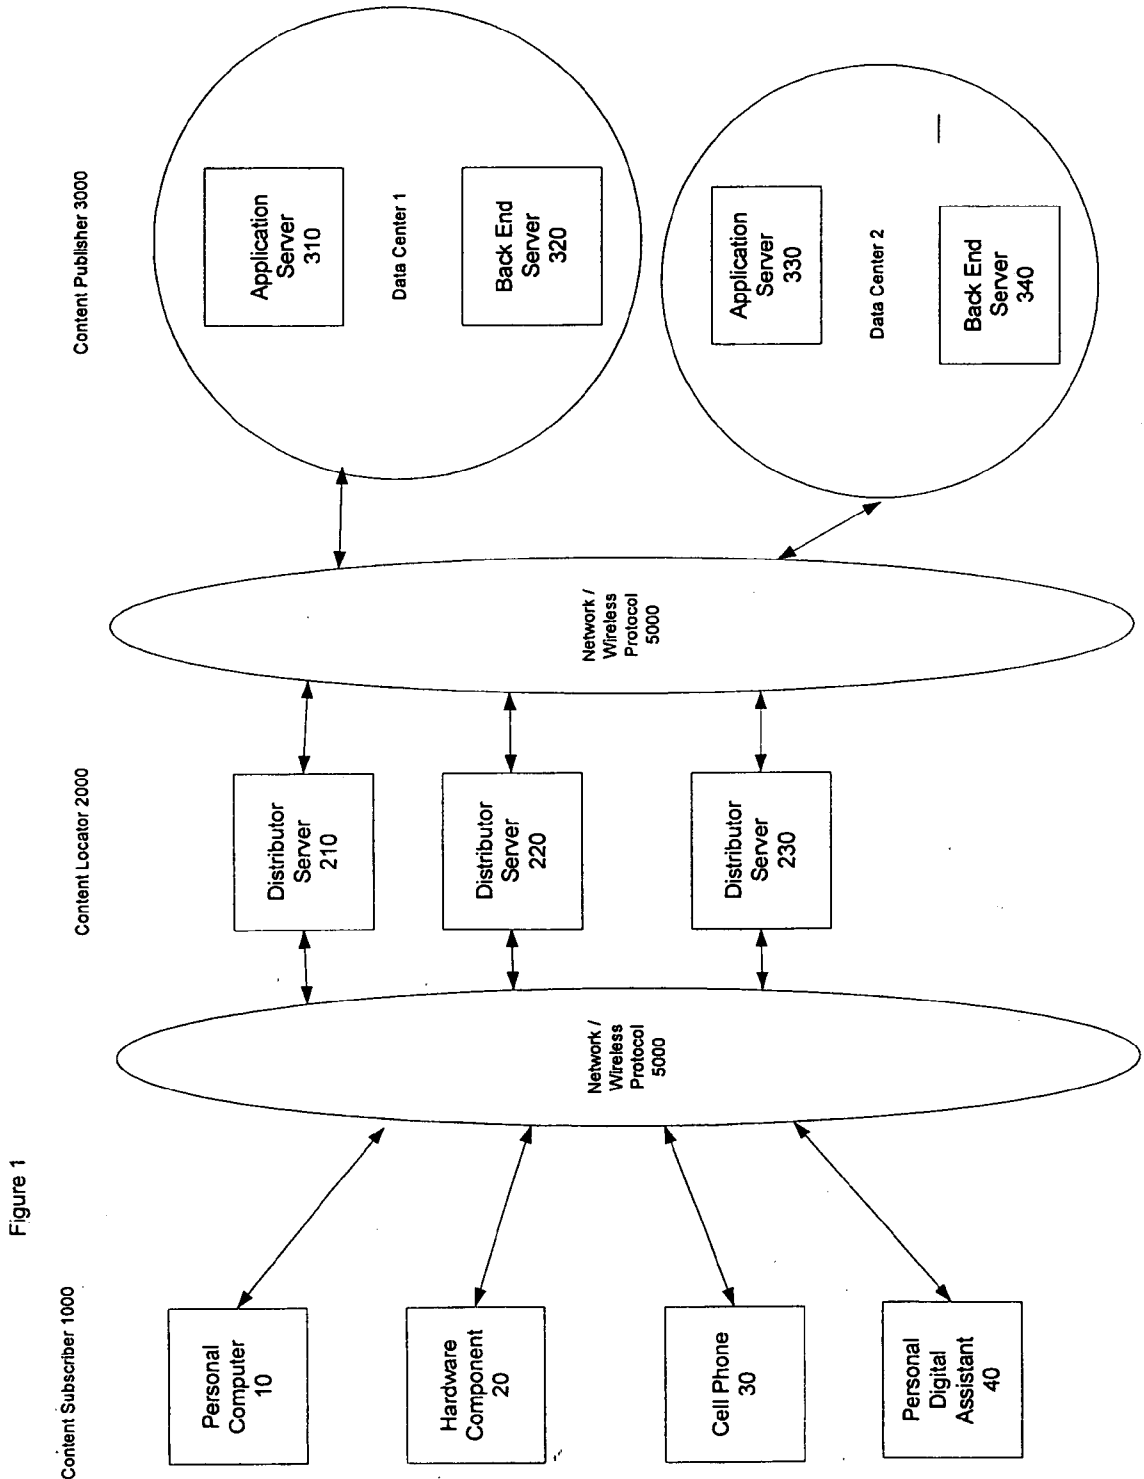 Figure 1
Content Subscriber 1000
Content Locator 2000
Content Publisher 3000
Personal
Computer
10
Hardware
Component
20
Cell Phone
30
Personal
Digital
Assistant
40
Network /
Wireless
Protocol
5000
Distributor
Server
210
Distributor
Server
220
Distributor
Server
230
Network /
Wireless
Protocol
5000
Application
Server
310
Data Center 1
Back End
Server
320
Application
Server
330
Data Center 2
Back End
Server
340